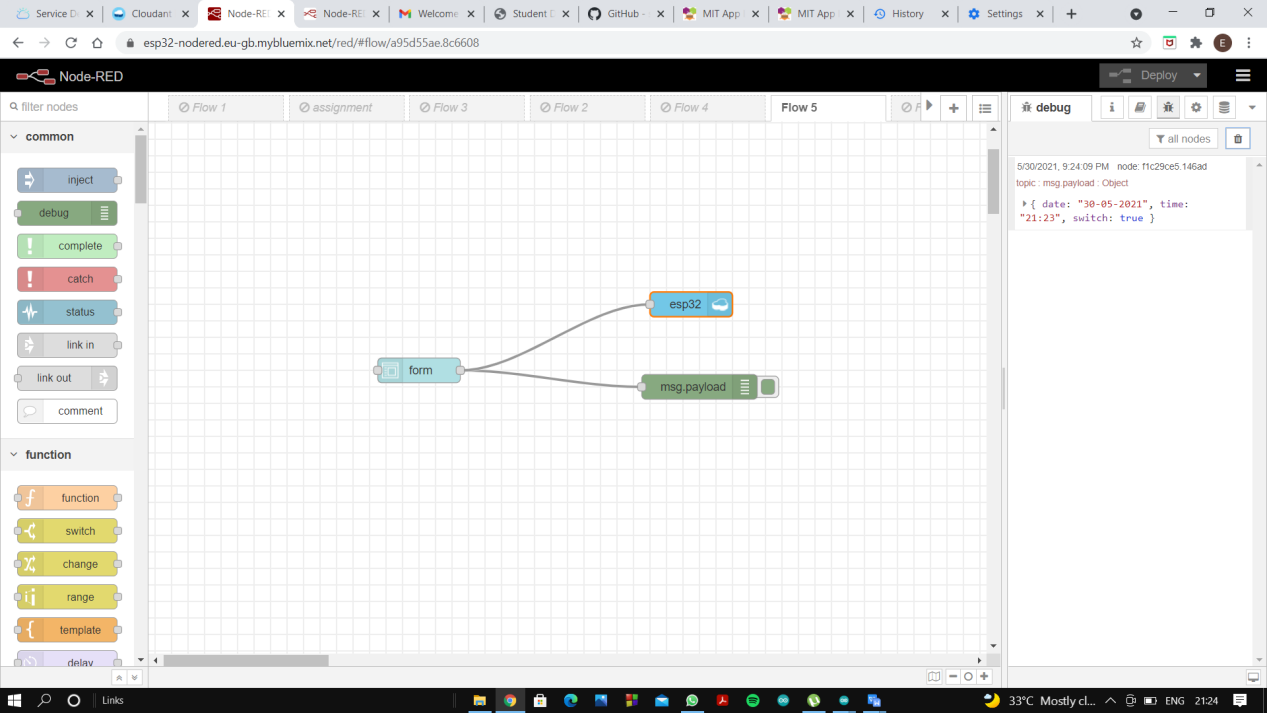 Service D
Cloudant
Node-RE
Node-RE
Welcome
Student s
GitHub -
MIT App
MIT App
History
Settings
esp32-nodered.eu-gb.mybluemix.net/red/#flow/a95d55ae.8c6608
E
Node-RED
Deploy
filter nodes
Flow 1
assignment
Flow 3
Flow 2
Flow 4
Flow 5
F
debug
i
all nodes
common
inject
debug
complete
catch
status
link in
link out
comment
function
function
switch
change
range
template
delay
form
esp32
msg.payload
5/30/2021, 9:24:09 PM node: f1c29ce5.146ad
topic : msg.payload : Object
{ date: "30-05-2021", time:
"21:23", switch: true }
Links
33°C Mostly cl...
ENG
21:24